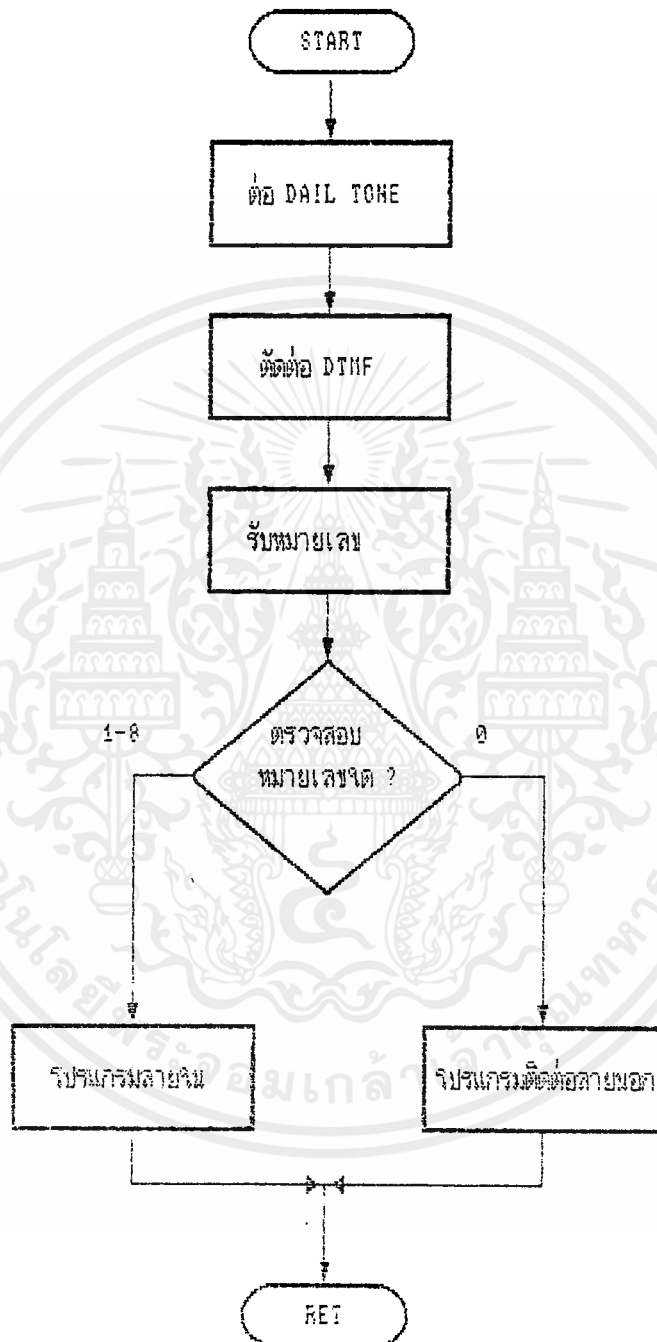 START
ต่อ DAIL TONE
ตัดต่อ DTMF
รับหมายเลข
1-8
ตรวจสอบ
0
หมายเลขใด ?
โปรแกรมสายใน
โปรแกรมติดต่อสายนอก
RET